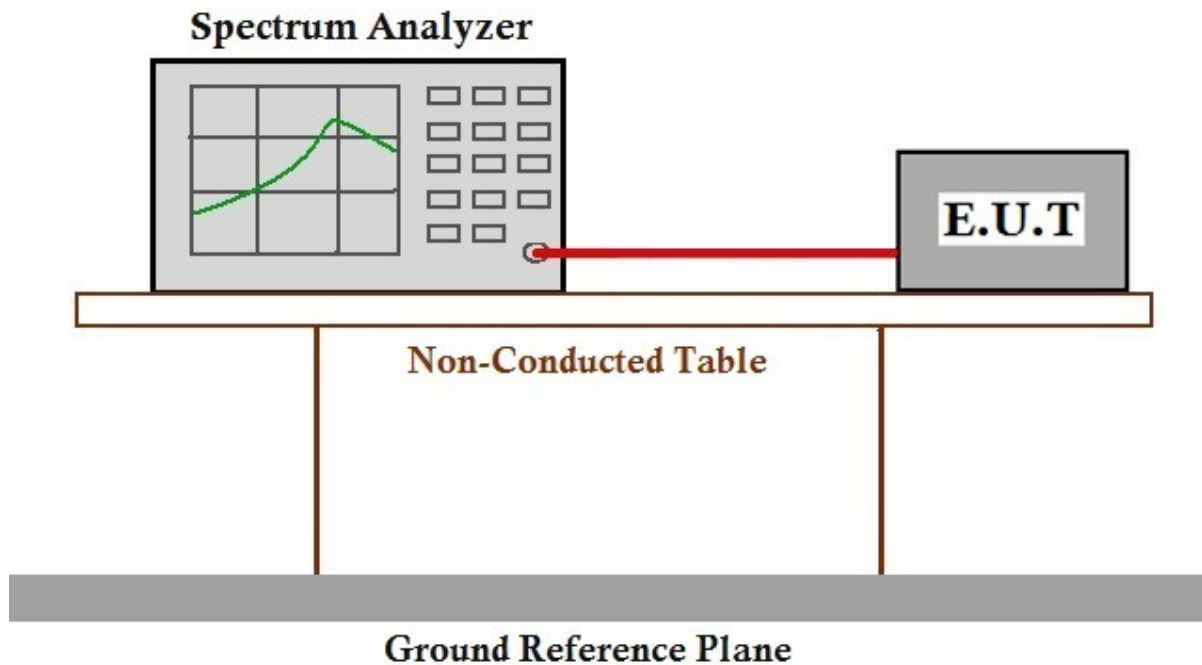 Spectrum Analyzer
E.U.T
Non-Conducted Table
Ground Reference Plane